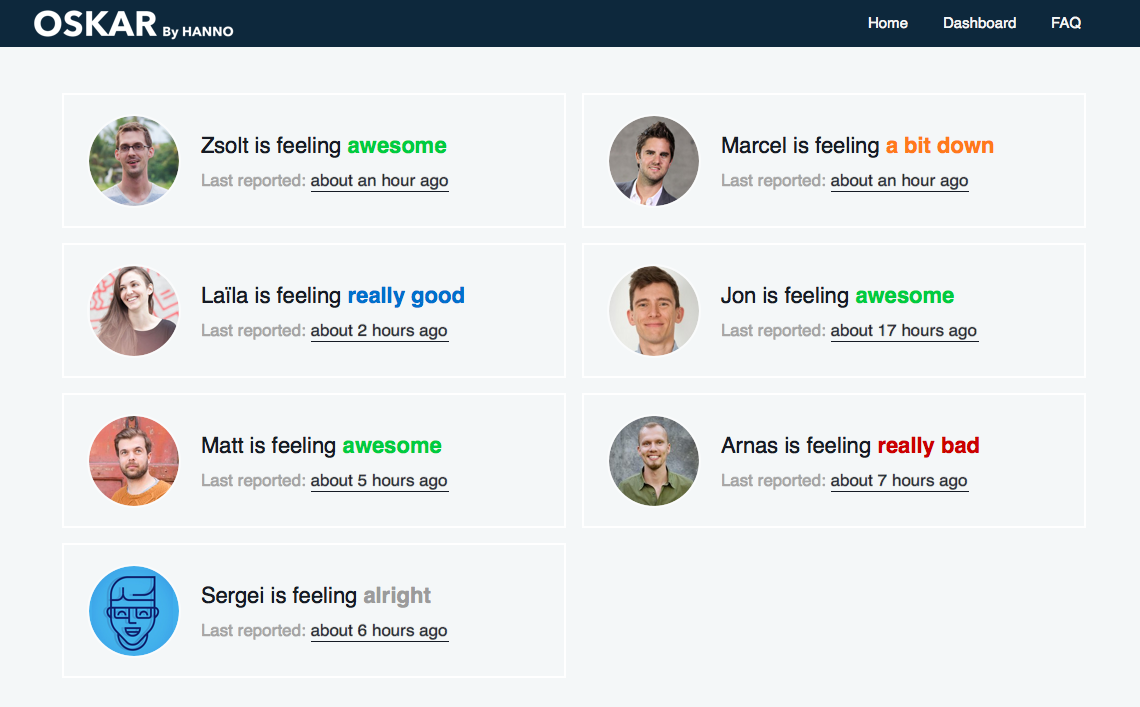 OSKAR By HANNO
Home Dashboard FAQ
Zsolt is feeling awesome
Last reported: about an hour ago
Marcel is feeling a bit down
Last reported: about an hour ago
Laïla is feeling really good
Last reported: about 2 hours ago
Jon is feeling awesome
Last reported: about 17 hours ago
Matt is feeling awesome
Last reported: about 5 hours ago
Arnas is feeling really bad
Last reported: about 7 hours ago
Sergei is feeling alright
Last reported: about 6 hours ago